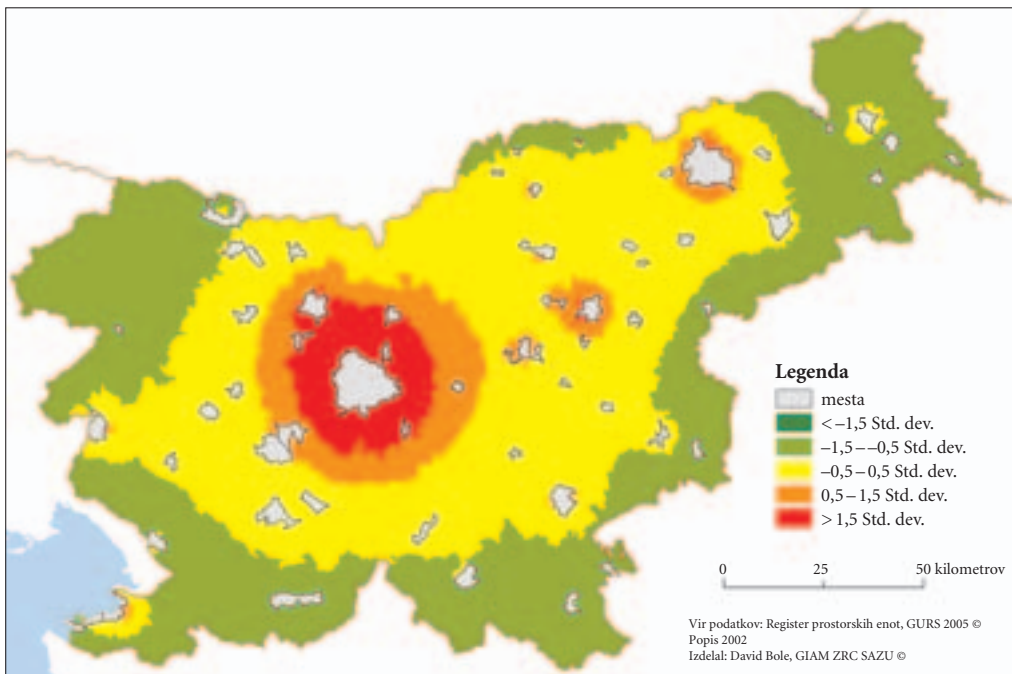 Legenda
mesta
< –1,5 Std. dev.
–1,5 – –0,5 Std. dev.
–0,5 – 0,5 Std. dev.
0,5 – 1,5 Std. dev.
> 1,5 Std. dev.
0 25 50 kilometrov
Vir podatkov: Register prostorskih enot, GURS 2005 ©
Popis 2002
Izdelal: David Bole, GIAM ZRC SAZU ©